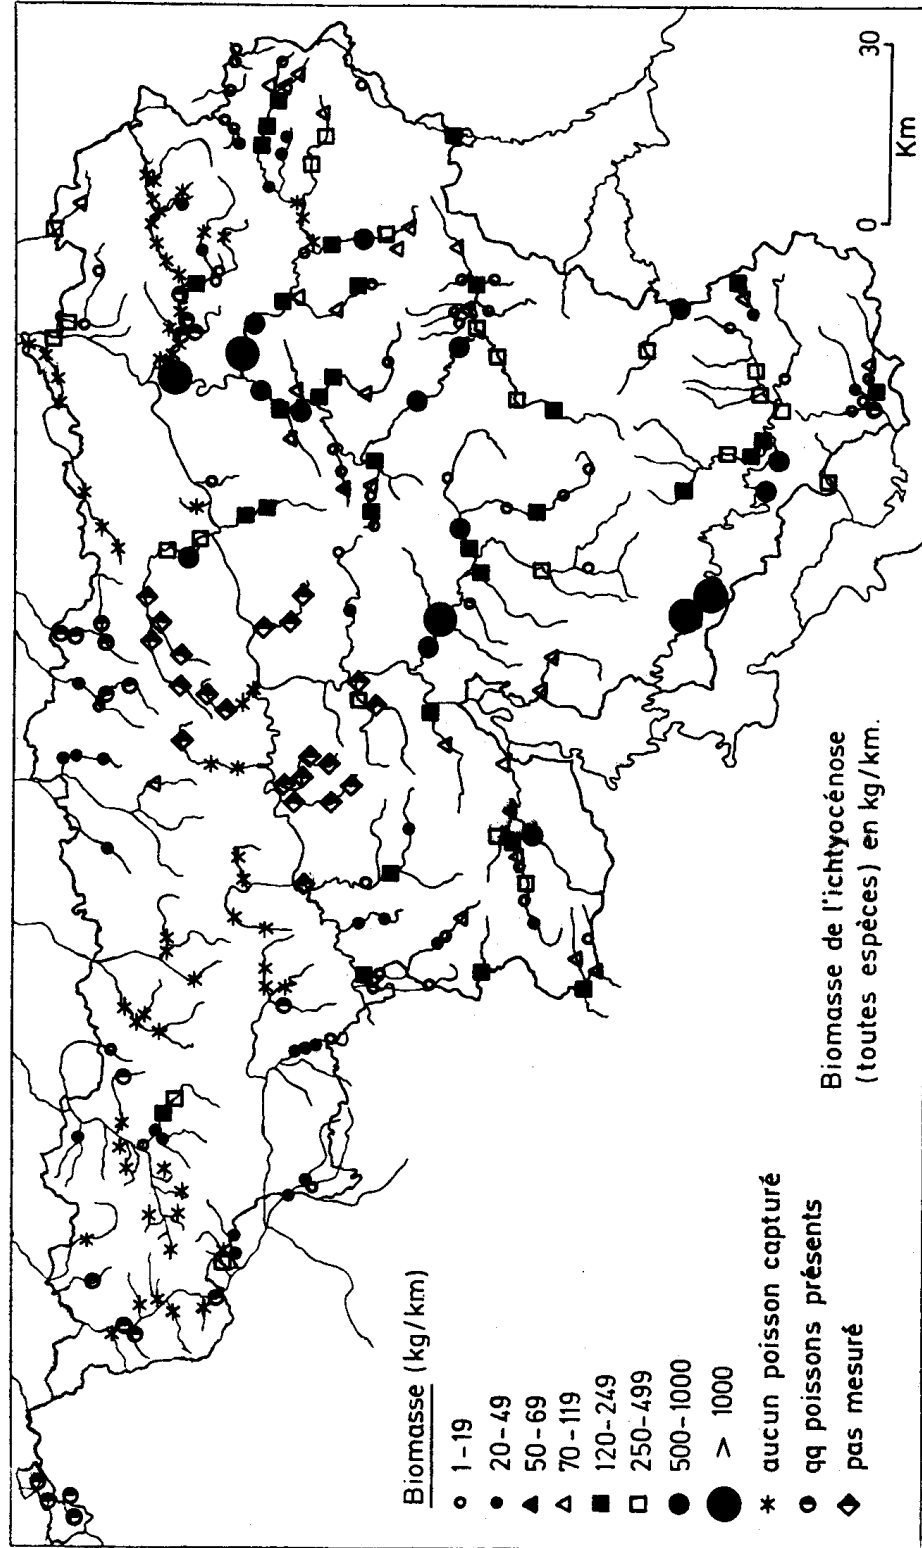 Biomasse (kg/km)
1-19
20-49
50-69
70-119
120-249
250-499
500-1000
> 1000
aucun poisson capturé
qq poissons présents
pas mesuré
Biomasse de l'ichtyocénose
(toutes espèces) en kg/km.
0 30
Km